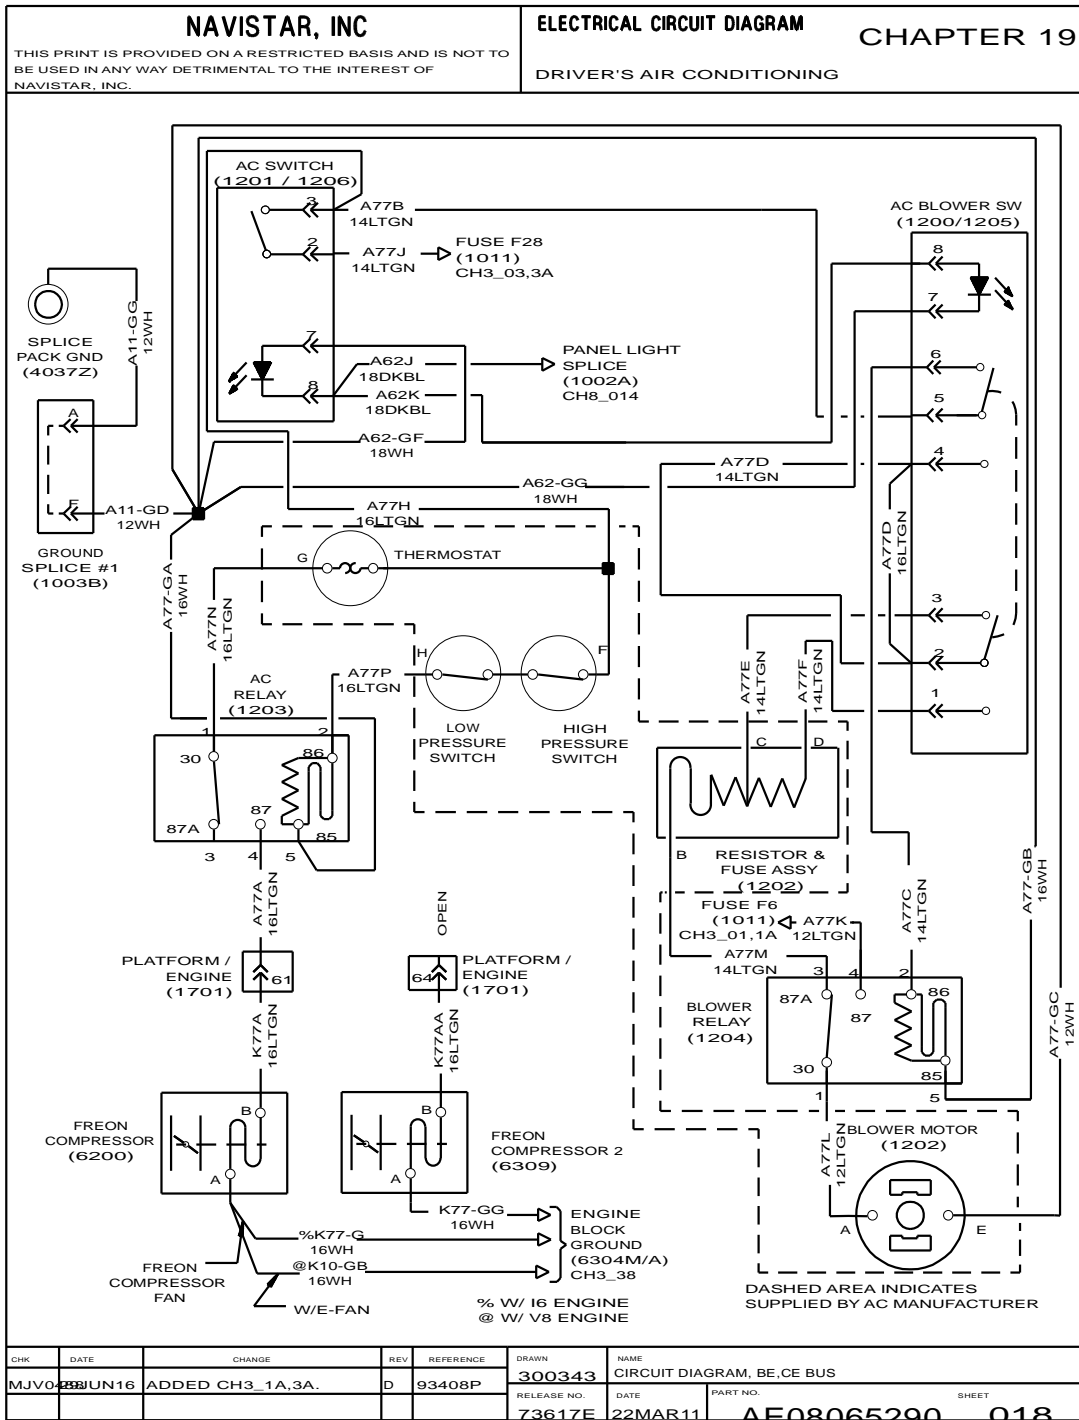 NAVISTAR, INC
THIS PRINT IS PROVIDED ON A RESTRICTED BASIS AND IS NOT TO
BE USED IN ANY WAY DETRIMENTAL TO THE INTEREST OF
NAVISTAR, INC.
ELECTRICAL CIRCUIT DIAGRAM
CHAPTER 19
DRIVER'S AIR CONDITIONING
AC SWITCH
(1201 / 1206)
3
A77B
14LTGN
2
A77J
14LTGN
FUSE F28
(1011)
CH3_03,3A
7
8
A62J
18DKBL
A62K
18DKBL
PANEL LIGHT
SPLICE
(1002A)
CH8_014
A62-GF
18WH
A62-GG
18WH
AC BLOWER SW
(1200/1205)
8
7
6
5
4
3
2
1
A77D
14LTGN
A77D
16LTGN
SPLICE
PACK GND
(4037Z)
A11-GG
12WH
A
F
A11-GD
12WH
GROUND
SPLICE #1
(1003B)
A77H
16LTGN
G
THERMOSTAT
A77-GA
16WH
A77N
16LTGN
A77P
16LTGN
H
F
LOW
PRESSURE
SWITCH
HIGH
PRESSURE
SWITCH
AC
RELAY
(1203)
1
2
30
86
87A
87
85
3
4
5
A77E
14LTGN
A77F
14LTGN
C
D
B
RESISTOR &
FUSE ASSY
(1202)
FUSE F6
(1011)
CH3_01,1A
A77K
12LTGN
A77M
14LTGN
A77C
14LTGN
A77-GB
16WH
A77-GC
12WH
A77A
16LTGN
OPEN
PLATFORM /
ENGINE
(1701)
61
64
PLATFORM /
ENGINE
(1701)
K77A
16LTGN
K77AA
16LTGN
BLOWER
RELAY
(1204)
3
4
2
87A
87
86
30
85
1
5
FREON
COMPRESSOR
(6200)
B
A
B
A
FREON
COMPRESSOR 2
(6309)
A77L
12LTGN
BLOWER MOTOR
(1202)
A
E
K77-GG
16WH
%K77-G
16WH
@K10-GB
16WH
ENGINE
BLOCK
GROUND
(6304M/A)
CH3_38
FREON
COMPRESSOR
FAN
W/E-FAN
% W/ I6 ENGINE
@ W/ V8 ENGINE
DASHED AREA INDICATES
SUPPLIED BY AC MANUFACTURER
CHK DATE CHANGE REV REFERENCE
ADDED CH3_1A,3A. D 93408P
DRAWN
300343
NAME
CIRCUIT DIAGRAM, BE,CE BUS
RELEASE NO.
73617E
DATE
22MAR11
PART NO.
AE08065290
SHEET
018